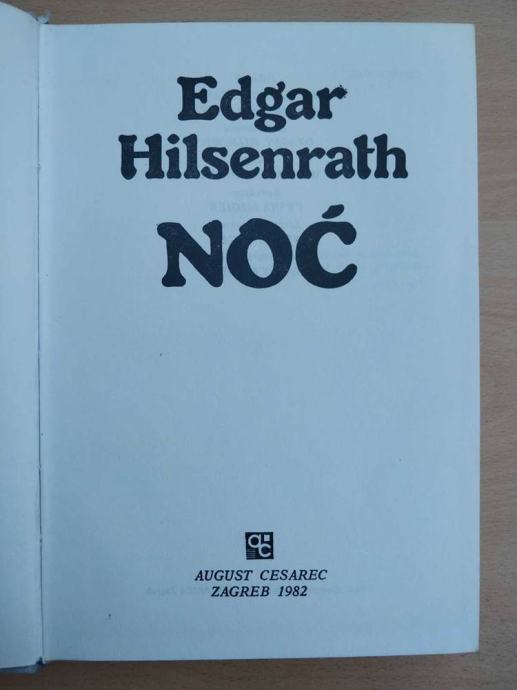 Edgar
Hilsenrath
NOĆ
AUGUST CESAREC
ZAGREB 1982